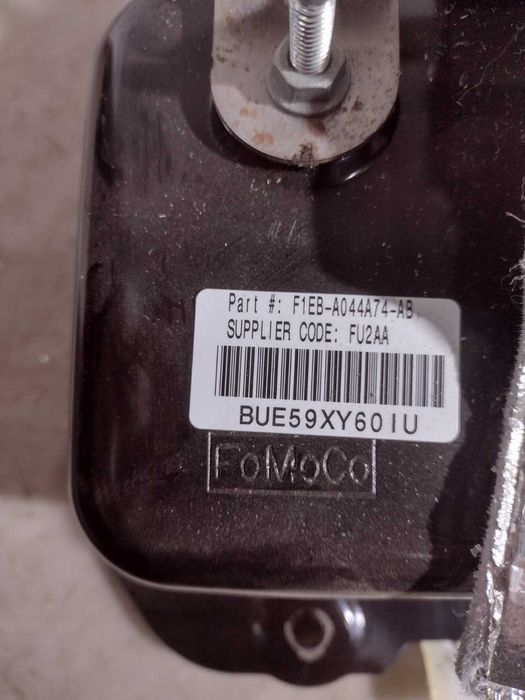 Part #: F1EB-A044A74-AB.
SUPPLIER CODE: FU2AA
BUE59XY60IU
FoMoCo